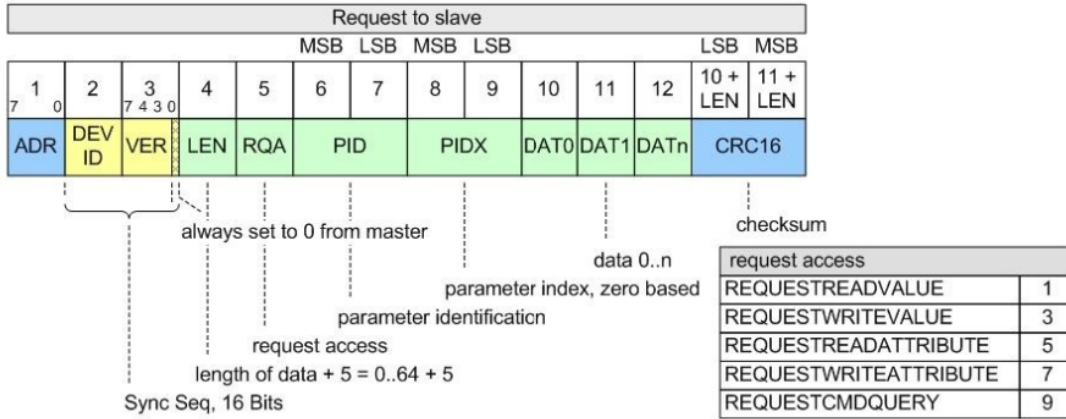 Request to slave
MSB LSB MSB LSB LSB MSB
1 2 3 4 5 6 7 8 9 10 11 12 10 + LEN 11 + LEN
7 0 7 4 3 0
ADR DEV ID VER LEN RQA PID PIDX DAT0 DAT1 DATn CRC16
always set to 0 from master
checksum
data 0..n
parameter index, zero based
parameter identification
request access
length of data + 5 = 0..64 + 5
Sync Seq, 16 Bits
request access
REQUESTREADVALUE 1
REQUESTWRITEVALUE 3
REQUESTREADATTRIBUTE 5
REQUESTWRITEATTRIBUTE 7
REQUESTCMDQUERY 9